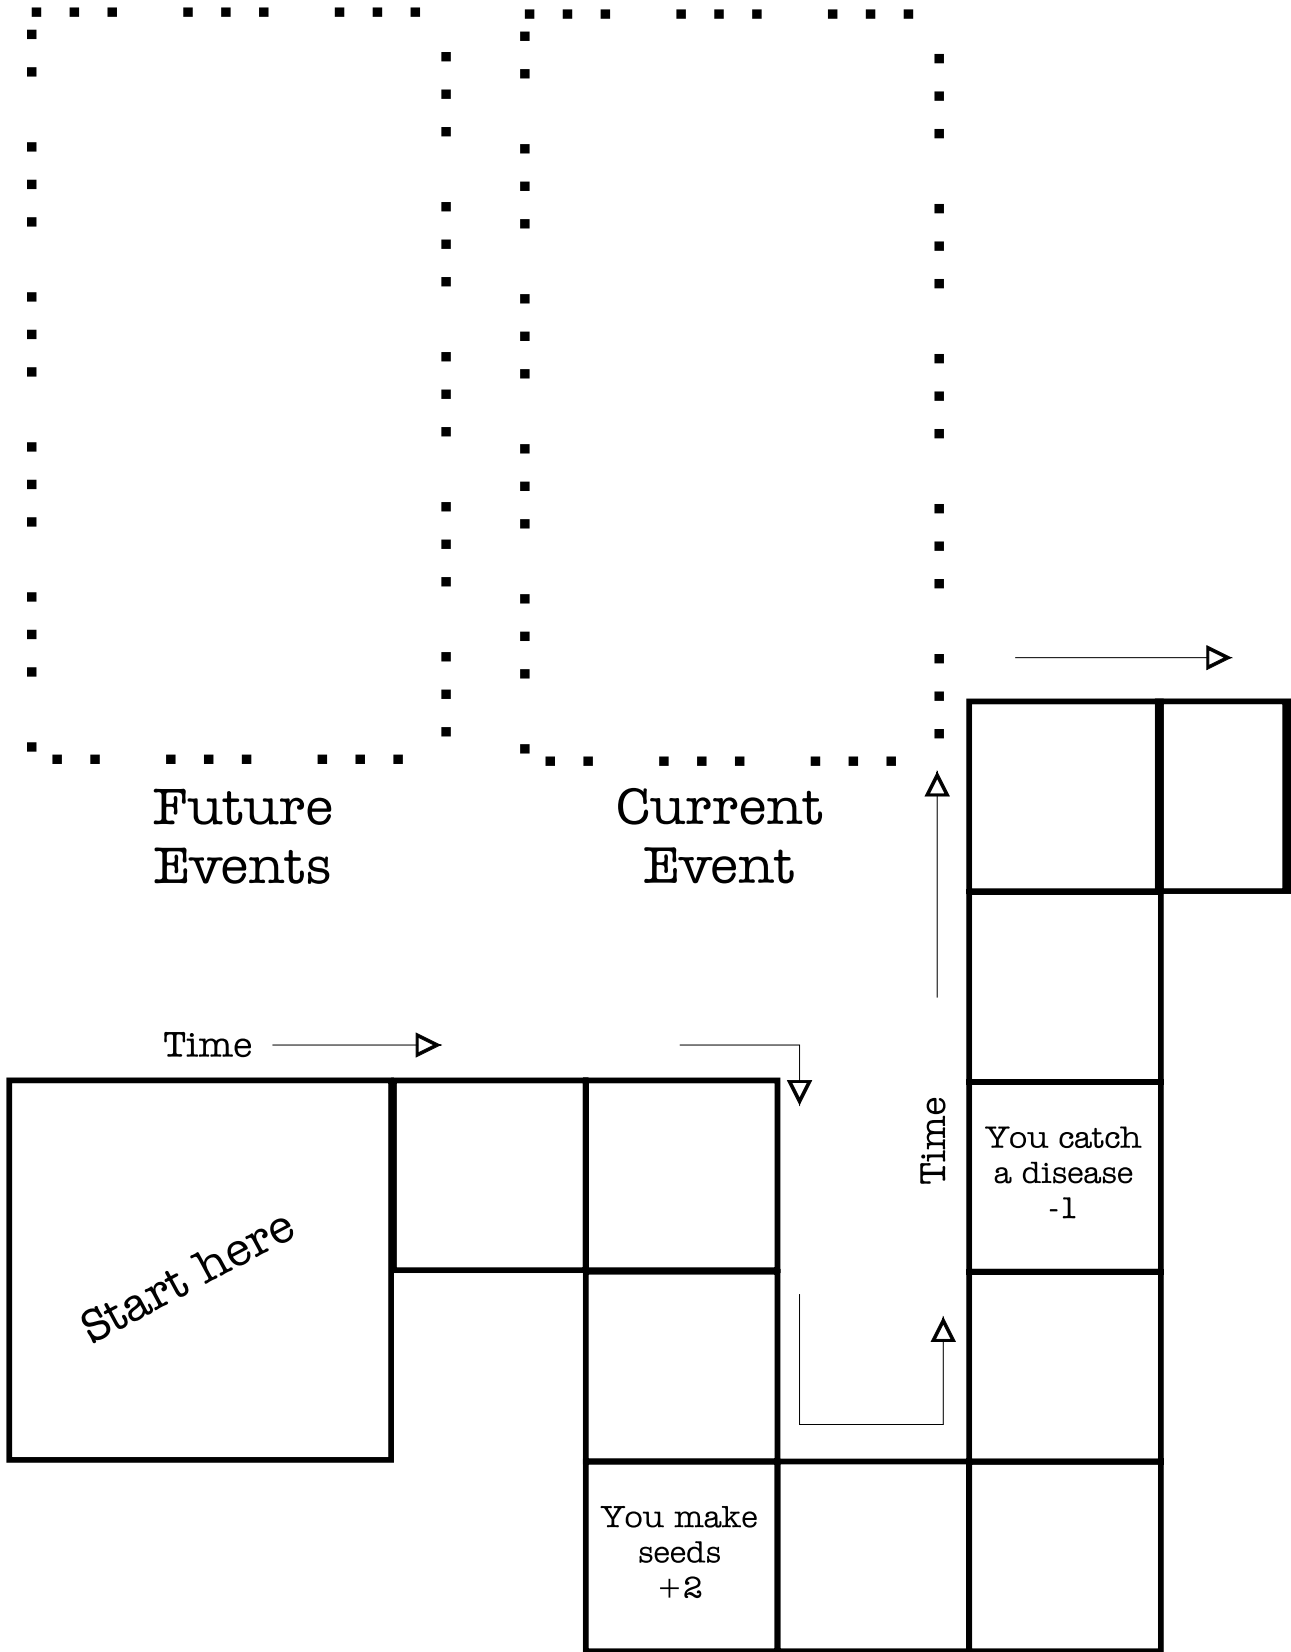 Future
Events
Current
Event
Time
Start here
Time
You catch
a disease
-1
You make
seeds
+2